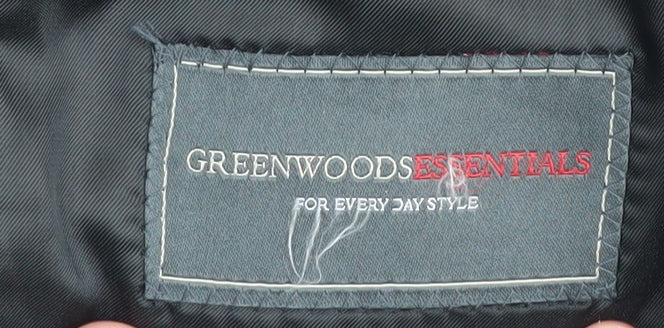 GREENWOODSESSENTIALS
FOR EVERY DAY STYLE